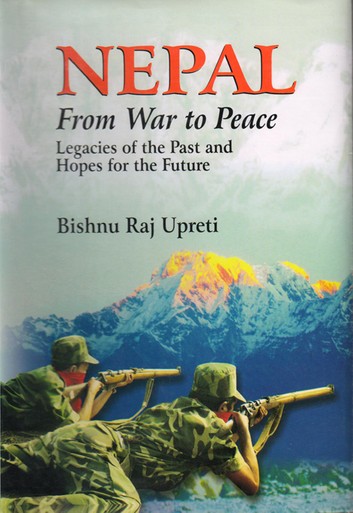 NEPAL
From War to Peace
Legacies of the Past and
Hopes for the Future
Bishnu Raj Upreti